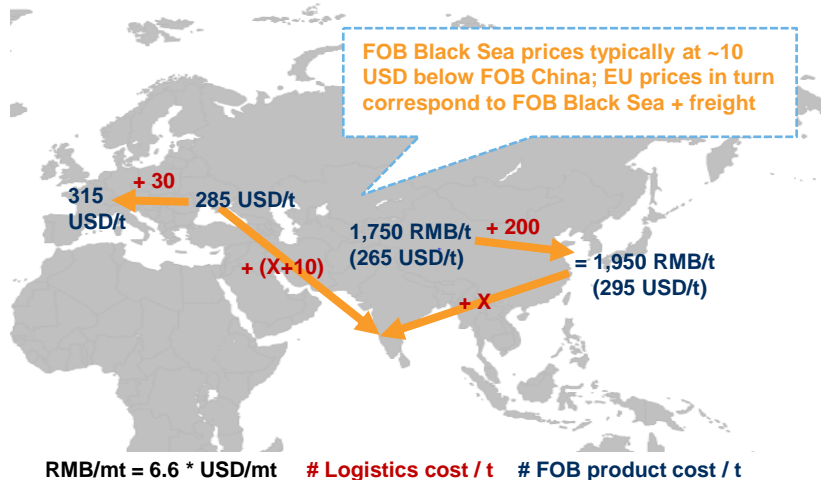 FOB Black Sea prices typically at ~10
USD below FOB China; EU prices in turn
correspond to FOB Black Sea + freight
+ 30
315
USD/t
285 USD/t
1,750 RMB/t
(265 USD/t)
+ 200
= 1,950 RMB/t
(295 USD/t)
+ (X+10)
+ X
RMB/mt = 6.6 * USD/mt # Logistics cost / t # FOB product cost / t